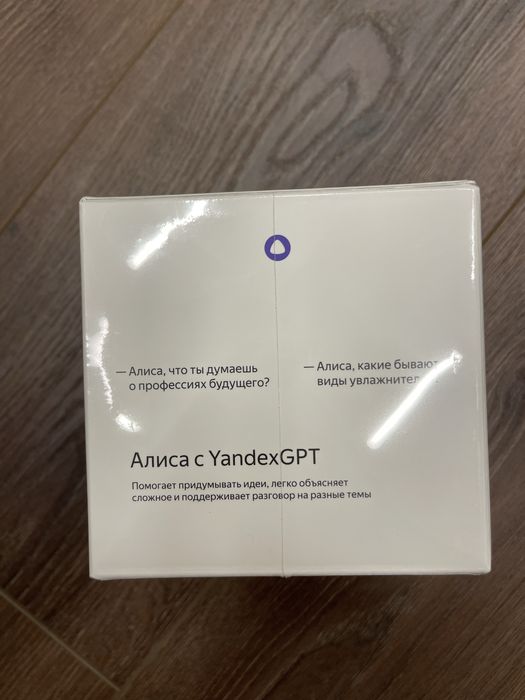 — Алиса, что ты думаешь
о профессиях будущего?
— Алиса, какие бывают
виды
Алиса с YandexGPT
Помогает придумывать идеи, легко объясняет
сложное и поддерживает разговор на разные темы